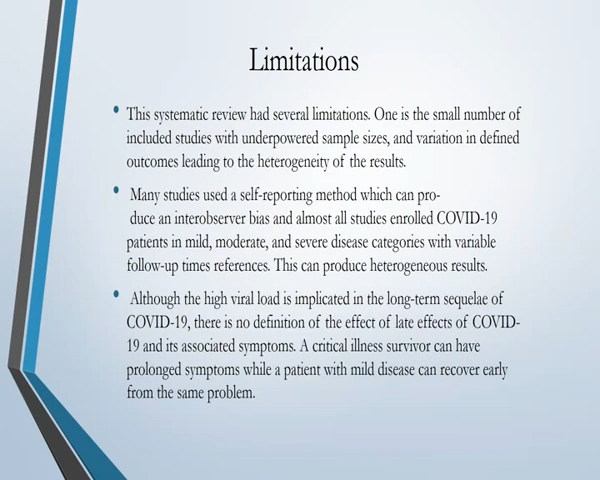 Limitations
• This systematic review had several limitations. One is the small number of
included studies with underpowered sample sizes, and variation in defined
outcomes leading to the heterogeneity of the results.
• Many studies used a self-reporting method which can pro-
duce an interobserver bias and almost all studies enrolled COVID-19
patients in mild, moderate, and severe disease categories with variable
follow-up times references. This can produce heterogeneous results.
• Although the high viral load is implicated in the long-term sequelae of
COVID-19, there is no definition of the effect of late effects of COVID-
19 and its associated symptoms. A critical illness survivor can have
prolonged symptoms while a patient with mild disease can recover early
from the same problem.